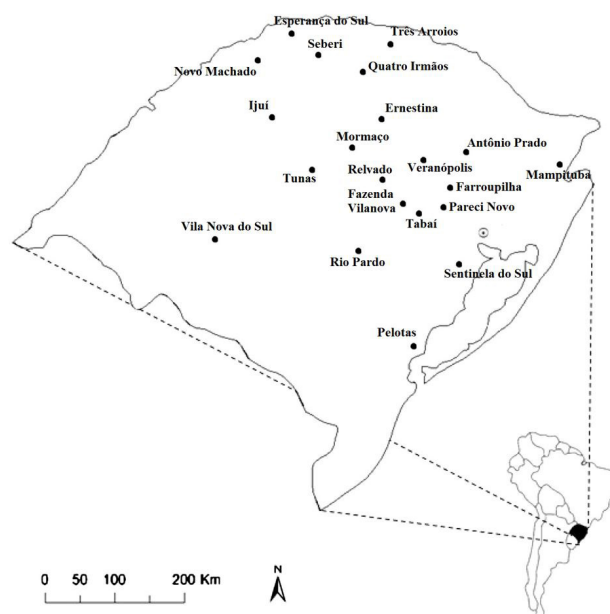 Esperança do Sul
Três Arroios
Seberi
Novo Machado
Quatro Irmãos
Ijuí
Ernestina
Mormaço
Antônio Prado
Tunas
Relvado
Veranópolis
Mampituba
Fazenda
Vilanova
Farroupilha
Pareci Novo
Tabaí
Vila Nova do Sul
Rio Pardo
Sentinela do Sul
Pelotas
N
0 50 100 200 Km